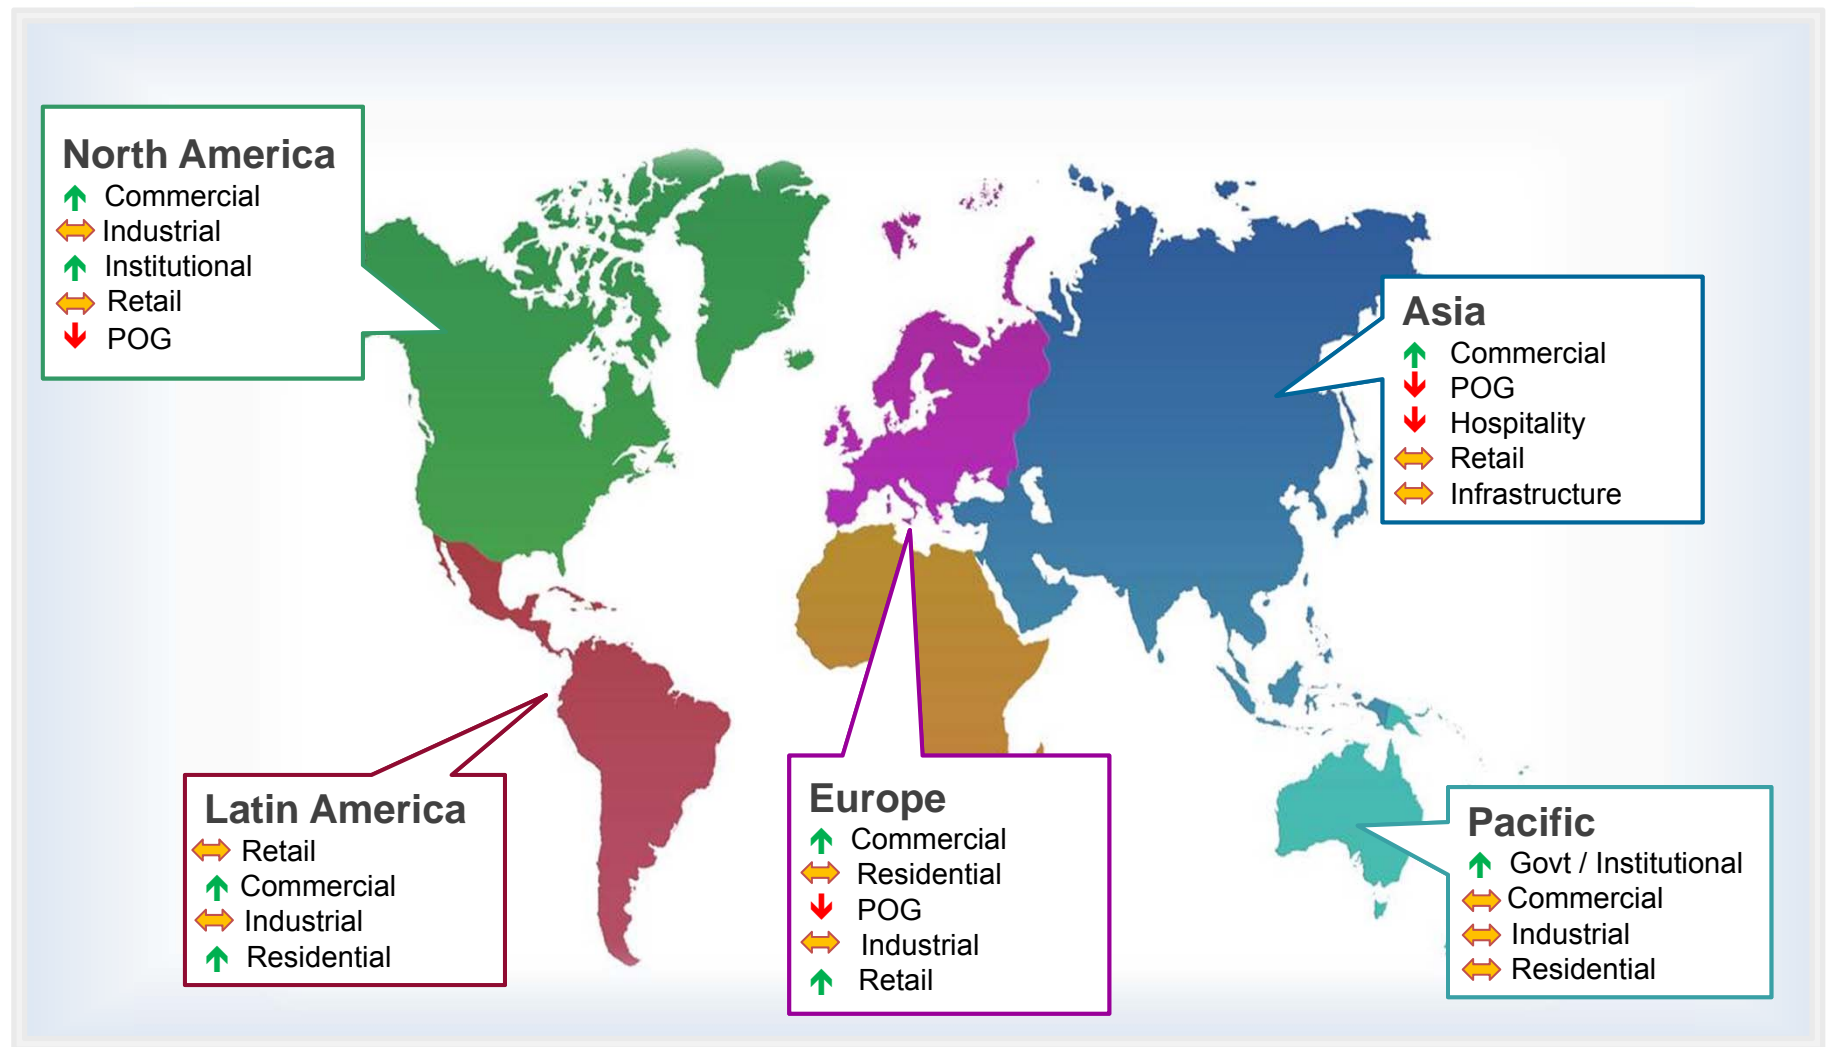 North America
Commercial
Industrial
Institutional
Retail
POG
Asia
Commercial
POG
Hospitality
Retail
Infrastructure
Latin America
Retail
Commercial
Industrial
Residential
Europe
Commercial
Residential
POG
Industrial
Retail
Pacific
Govt / Institutional
Commercial
Industrial
Residential